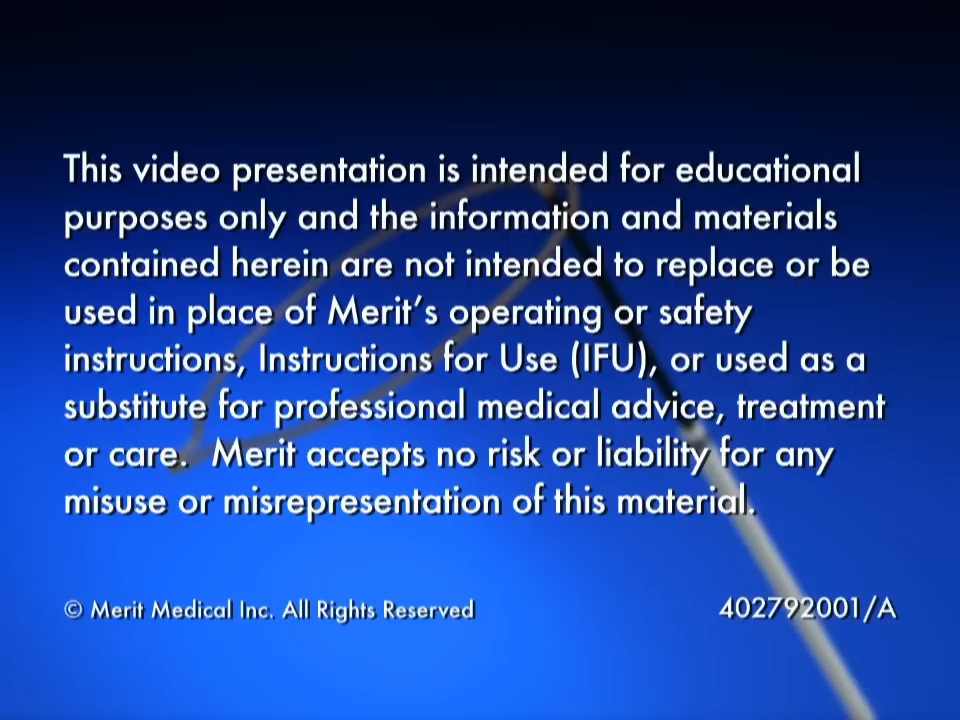 This video presentation is intended for educational
purposes only and the information and materials
contained herein are not intended to replace or be
used in place of Merit’s operating or safety
instructions, Instructions for Use (IFU), or used as a
substitute for professional medical advice, treatment
or care.  Merit accepts no risk or liability for any
misuse or misrepresentation of this material.
© Merit Medical Inc. All Rights Reserved
402792001/A